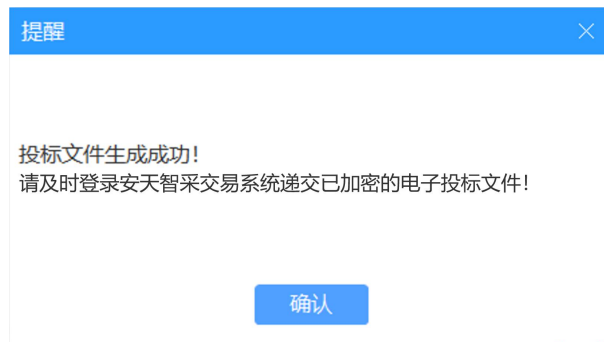 提醒
投标文件生成成功！
请及时登录安天智采交易系统递交已加密的电子投标文件！
确认